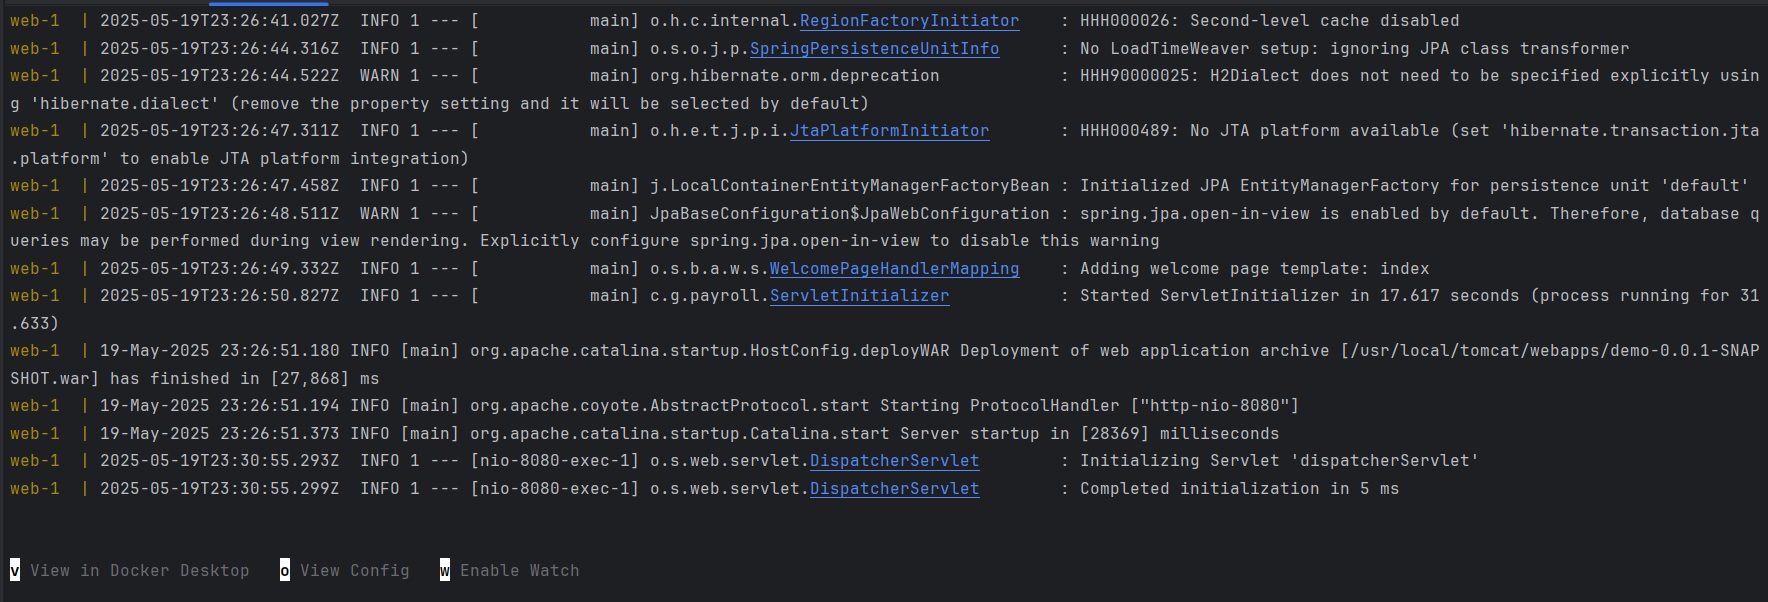 web-1  | 2025-05-19T23:26:41.027Z  INFO 1 --- [           main] o.h.c.internal.RegionFactoryInitiator    : HHH000026: Second-level cache disabled
web-1  | 2025-05-19T23:26:44.316Z  INFO 1 --- [           main] o.s.o.j.p.SpringPersistenceUnitInfo      : No LoadTimeWeaver setup: ignoring JPA class transformer
web-1  | 2025-05-19T23:26:44.522Z  WARN 1 --- [           main] org.hibernate.orm.deprecation            : HHH90000025: H2Dialect does not need to be specified explicitly usin
g 'hibernate.dialect' (remove the property setting and it will be selected by default)
web-1  | 2025-05-19T23:26:47.311Z  INFO 1 --- [           main] o.h.e.t.j.p.i.JtaPlatformInitiator       : HHH000489: No JTA platform available (set 'hibernate.transaction.jta
.platform' to enable JTA platform integration)
web-1  | 2025-05-19T23:26:47.458Z  INFO 1 --- [           main] j.LocalContainerEntityManagerFactoryBean : Initialized JPA EntityManagerFactory for persistence unit 'default'
web-1  | 2025-05-19T23:26:48.511Z  WARN 1 --- [           main] JpaBaseConfiguration$JpaWebConfiguration : spring.jpa.open-in-view is enabled by default. Therefore, database q
ueries may be performed during view rendering. Explicitly configure spring.jpa.open-in-view to disable this warning
web-1  | 2025-05-19T23:26:49.332Z  INFO 1 --- [           main] o.s.b.a.w.s.WelcomePageHandlerMapping    : Adding welcome page template: index
web-1  | 2025-05-19T23:26:50.827Z  INFO 1 --- [           main] c.g.payroll.ServletInitializer           : Started ServletInitializer in 17.617 seconds (process running for 31
.633)
web-1  | 19-May-2025 23:26:51.180 INFO [main] org.apache.catalina.startup.HostConfig.deployWAR Deployment of web application archive [/usr/local/tomcat/webapps/demo-0.0.1-SNAP
SHOT.war] has finished in [27,868] ms
web-1  | 19-May-2025 23:26:51.194 INFO [main] org.apache.coyote.AbstractProtocol.start Starting ProtocolHandler ["http-nio-8080"]
web-1  | 19-May-2025 23:26:51.373 INFO [main] org.apache.catalina.startup.Catalina.start Server startup in [28369] milliseconds
web-1  | 2025-05-19T23:30:55.293Z  INFO 1 --- [nio-8080-exec-1] o.s.web.servlet.DispatcherServlet        : Initializing Servlet 'dispatcherServlet'
web-1  | 2025-05-19T23:30:55.299Z  INFO 1 --- [nio-8080-exec-1] o.s.web.servlet.DispatcherServlet        : Completed initialization in 5 ms
v View in Docker Desktop   o View Config   w Enable Watch